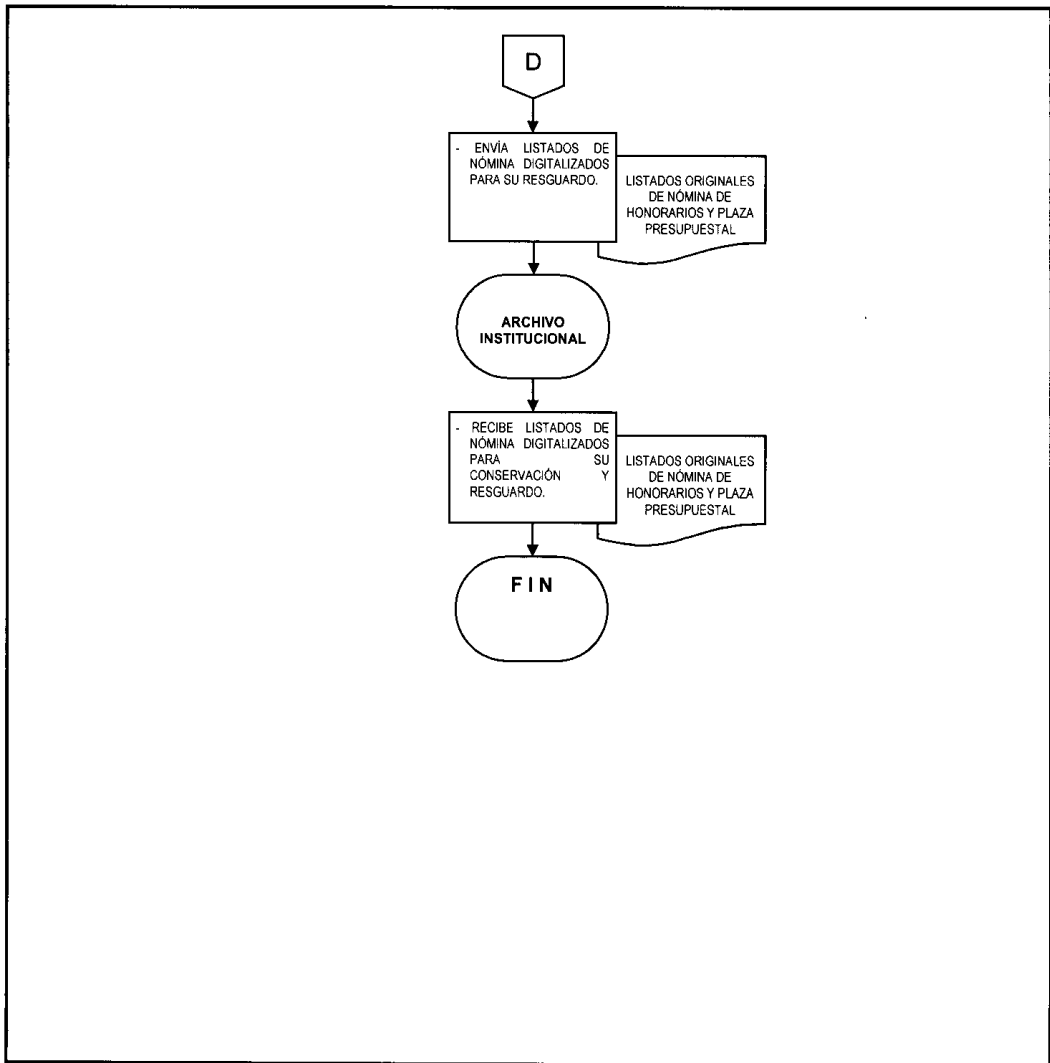 D
- ENVÍA LISTADOS DE
NÓMINA DIGITALIZADOS
PARA SU RESGUARDO.
LISTADOS ORIGINALES
DE NÓMINA DE
HONORARIOS Y PLAZA
PRESUPUESTAL
ARCHIVO
INSTITUCIONAL
- RECIBE LISTADOS DE
NÓMINA DIGITALIZADOS
PARA SU
CONSERVACIÓN Y
RESGUARDO.
LISTADOS ORIGINALES
DE NÓMINA DE
HONORARIOS Y PLAZA
PRESUPUESTAL
F I N